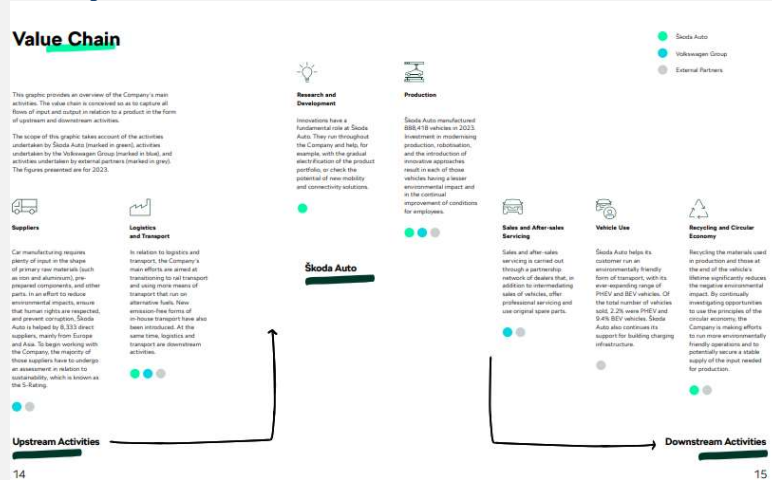 Value Chain
This graphic provides an overview of the Company's main
activities. The value chain is conceived so as to capture all
flows of input and output in relation to a product in the form
of upstream and downstream activities.
The scope of this graphic takes account of the activities
undertaken by Škoda Auto (marked in green), activities
undertaken by the Volkswagen Group (marked in blue), and
activities undertaken by external partners (marked in grey).
The figures presented are for 2023.
Škoda Auto
Volkswagen Group
External Partners
Suppliers
Car manufacturing requires
plenty of input in the shape
of primary raw materials (such
as iron and aluminium), pre-
prepared components, and other
parts. In an effort to reduce
environmental impacts, ensure
that human rights are respected,
and prevent corruption, Škoda
Auto is helped by 8,333 direct
suppliers, mainly from Europe
and Asia. To begin working with
the Company, the majority of
those suppliers have to undergo
an assessment in relation to
sustainability, which is known as
the S-Rating.
Logistics
and Transport
In relation to logistics and
transport, the Company's
main efforts are aimed at
transitioning to rail transport
and using more means of
transport that run on
alternative fuels. New
emission-free forms of
in-house transport have also
been introduced. At the
same time, logistics and
transport are downstream
activities.
Research and
Development
Innovations have a
fundamental role at Škoda
Auto. They run throughout
the Company and help, for
example, with the gradual
electrification of the product
portfolio, or check the
potential of new mobility
and connectivity solutions.
Production
Škoda Auto manufactured
888,418 vehicles in 2023.
Investment in modernising
production, robotisation,
and the introduction of
innovative approaches
result in each of those
vehicles having a lesser
environmental impact and
in the continual
improvement of conditions
for employees.
Škoda Auto
Sales and After-sales
Servicing
Sales and after-sales
servicing is carried out
through a partnership
network of dealers that, in
addition to intermediating
sales of vehicles, offer
professional servicing and
use original spare parts.
Vehicle Use
Škoda Auto helps its
customer run an
environmentally friendly
form of transport, with its
ever-expanding range of
PHEV and BEV vehicles. Of
the total number of vehicles
sold, 2.2% were PHEV and
9.4% BEV vehicles. Škoda
Auto also continues its
support for building charging
infrastructure.
Recycling and Circular
Economy
Recycling the materials used
in production and those at
the end of the vehicle's
lifetime significantly reduces
the negative environmental
impact. By continually
investigating opportunities
to use the principles of the
circular economy, the
Company is making efforts
to run more environmentally
friendly operations and to
potentially secure a stable
supply of the input needed
for production.
Upstream Activities
Downstream Activities
14
15